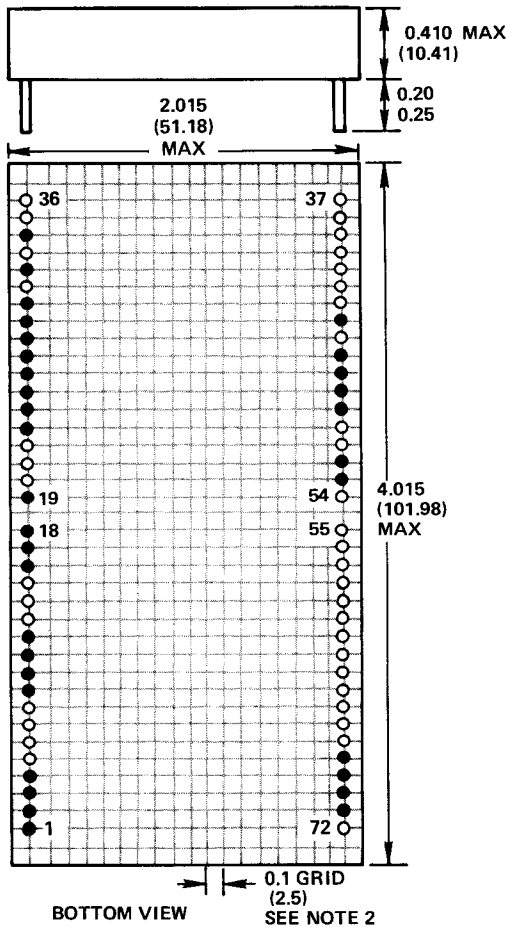 0.410 MAX
(10.41)
0.20
0.25
2.015
(51.18)
MAX
36
37
19
54
4.015
(101.98)
MAX
18
55
1
72
0.1 GRID
(2.5)
BOTTOM VIEW
SEE NOTE 2